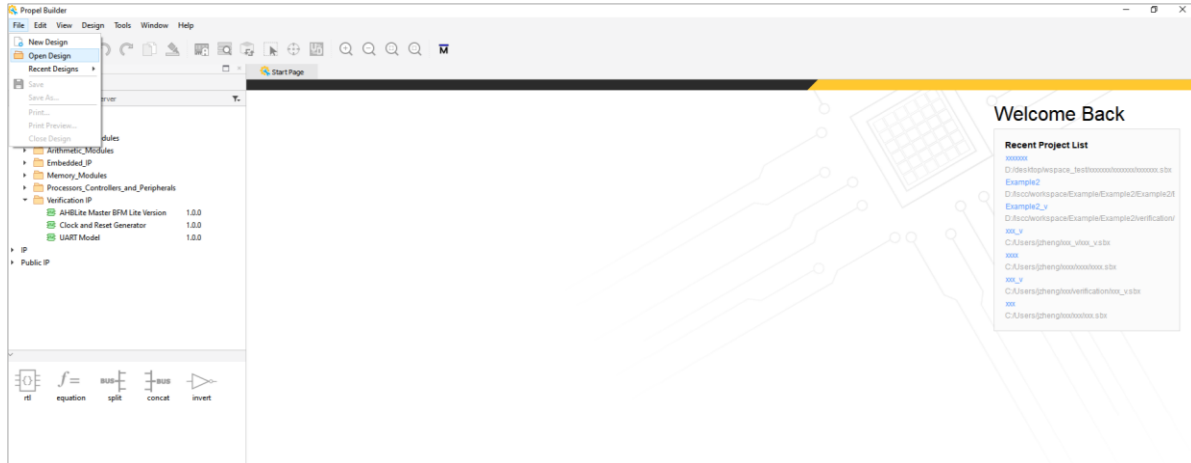 Propel Builder
File Edit View Design Tools Window Help
New Design
Open Design
Recent Designs
Save
Save As...
Print...
Print Preview...
Close Design
Start Page
erver
dules
Arithmetic_Modules
Embedded_IP
Memory_Modules
Processors_Controllers_and_Peripherals
Verification IP
AHBLite Master BFM Lite Version 1.0.0
Clock and Reset Generator 1.0.0
UART Model 1.0.0
IP
Public IP
rtl equation split concat invert
Welcome Back
Recent Project List
Example2
D:/lscc/workspace/Example/Example2/Example2/
Example2_v
D:/lscc/workspace/Example/Example2/verification/
xxx_v
C:/Users/jzheng/xxx_v/xxx_v.sbx
xxxx
C:/Users/jzheng/xxxx/xxxx/xxxx.sbx
xxx_v
C:/Users/jzheng/xxx/verification/xxx_v.sbx
xxx
C:/Users/jzheng/xxx/xxx/xxx.sbx